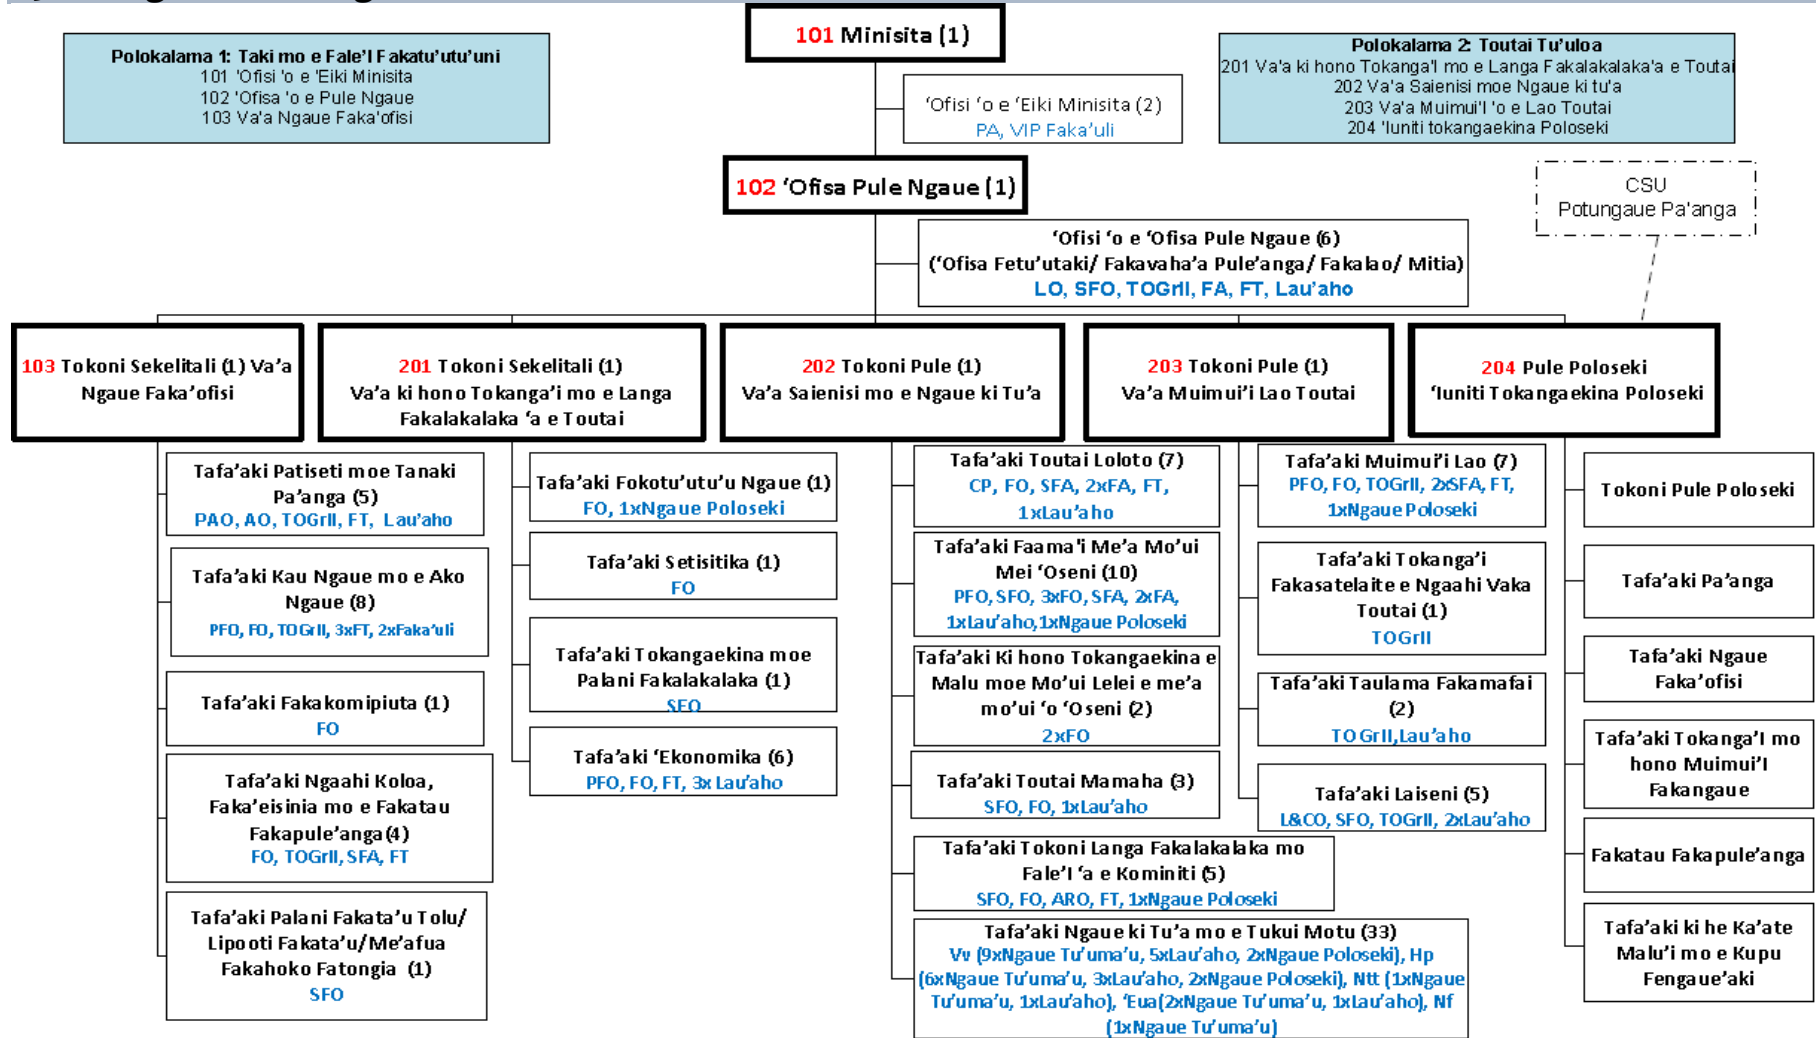 101 Minisita (1)
Polokalama 1: Taki mo e Fale'I Fakatu'utu'uni
101 'Ofisi 'o e 'Eiki Minisita
102 'Ofisa 'o e Pule Ngaue
103 Va'a Ngaue Faka'ofisi
Polokalama 2: Toutai Tu'uloa
201 Va'a ki hono Tokanga'I mo e Langa Fakalakalaka'a e Toutai
202 Va'a Saienisi moe Ngaue ki tu'a
203 Va'a Muimui'I 'o e Lao Toutai
204 'Iuniti tokangaekina Poloseki
'Ofisi 'o e 'Eiki Minisita (2)
PA, VIP Faka'uli
102 'Ofisa Pule Ngaue (1)
CSU
Potungaue Pa'anga
'Ofisi 'o e 'Ofisa Pule Ngaue (6)
('Ofisa Fetu'utaki/ Fakavaha'a Pule'anga/ Fakalao/ Mitia)
LO, SFO, TOGrII, FA, FT, Lau'aho
103 Tokoni Sekelitali (1) Va'a
Ngaue Faka'ofisi
201 Tokoni Sekelitali (1)
Va'a ki hono Tokanga'i mo e Langa
Fakalakalaka 'a e Toutai
202 Tokoni Pule (1)
Va'a Saienisi mo e Ngaue ki Tu'a
203 Tokoni Pule (1)
Va'a Muimui'i Lao Toutai
204 Pule Poloseki
'Iuniti Tokangaekina Poloseki
Tafa'aki Patiseti moe Tanaki
Pa'anga (5)
PAO, AO, TOGrII, FT, Lau'aho
Tafa'aki Kau Ngaue mo e Ako
Ngaue (8)
PFO, FO, TOGrII, 3xFT, 2xFaka'uli
Tafa'aki Fakakomipiuta (1)
FO
Tafa'aki Ngaahi Koloa,
Faka'eisinia mo e Fakatau
Fakapule'anga(4)
FO, TOGrII, SFA, FT
Tafa'aki Palani Fakata'u Tolu/
Lipooti Fakata'u/Me'afua
Fakahoko Fatongia (1)
SFO
Tafa'aki Fokotu'utu'u Ngaue (1)
FO, 1xNgaue Poloseki
Tafa'aki Setisitika (1)
FO
Tafa'aki Tokangaekina moe
Palani Fakalakalaka (1)
SFO
Tafa'aki 'Ekonomika (6)
PFO, FO, FT, 3x Lau'aho
Tafa'aki Toutai Loloto (7)
CP, FO, SFA, 2xFA, FT,
1xLau'aho
Tafa'aki Faama'i Me'a Mo'ui
Mei 'Oseni (10)
PFO, SFO, 3xFO, SFA, 2xFA,
1xLau'aho,1xNgaue Poloseki
Tafa'aki Ki hono Tokangaekina e
Malu moe Mo'ui Lelei e me'a
mo'ui 'o 'Oseni (2)
2xFO
Tafa'aki Toutai Mamaha (3)
SFO, FO, 1xLau'aho
Tafa'aki Tokoni Langa Fakalakalaka mo
Fale'I 'a e Kominiti (5)
SFO, FO, ARO, FT, 1xNgaue Poloseki
Tafa'aki Ngaue ki Tu'a mo e Tukui Motu (33)
Vv (9xNgaue Tu'uma'u, 5xLau'aho, 2xNgaue Poloseki), Hp
(6xNgaue Tu'uma'u, 3xLau'aho, 2xNgaue Poloseki), Ntt (1xNgaue
Tu'uma'u, 1xLau'aho), 'Eua(2xNgaue Tu'uma'u, 1xLau'aho), Nf
(1xNgaue Tu'uma'u)
Tafa'aki Muimui'i Lao (7)
PFO, FO, TOGrII, 2xSFA, FT,
1xNgaue Poloseki
Tafa'aki Tokanga'i
Fakasatelaite e Ngaahi Vaka
Toutai (1)
TOGrII
Tafa'aki Taulama Fakamafai
(2)
TOGrII,Lau'aho
Tafa'aki Laiseni (5)
L&CO, SFO, TOGrII, 2xLau'aho
Tokoni Pule Poloseki
Tafa'aki Pa'anga
Tafa'aki Ngaue
Faka'ofisi
Tafa'aki Tokanga'I mo
hono Muimui'I
Fakangaue
Fakatau Fakapule'anga
Tafa'aki ki he Ka'ate
Malu'i mo e Kupu
Fengaue'aki